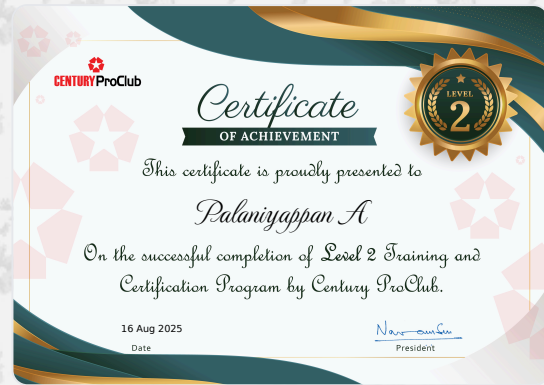 CENTURY ProClub
LEVEL
2
Certificate
OF ACHIEVEMENT
This certificate is proudly presented to
Palaniyappan A
On the successful completion of Level 2 Training and
Certification Program by Century ProClub.
16 Aug 2025
Date
President